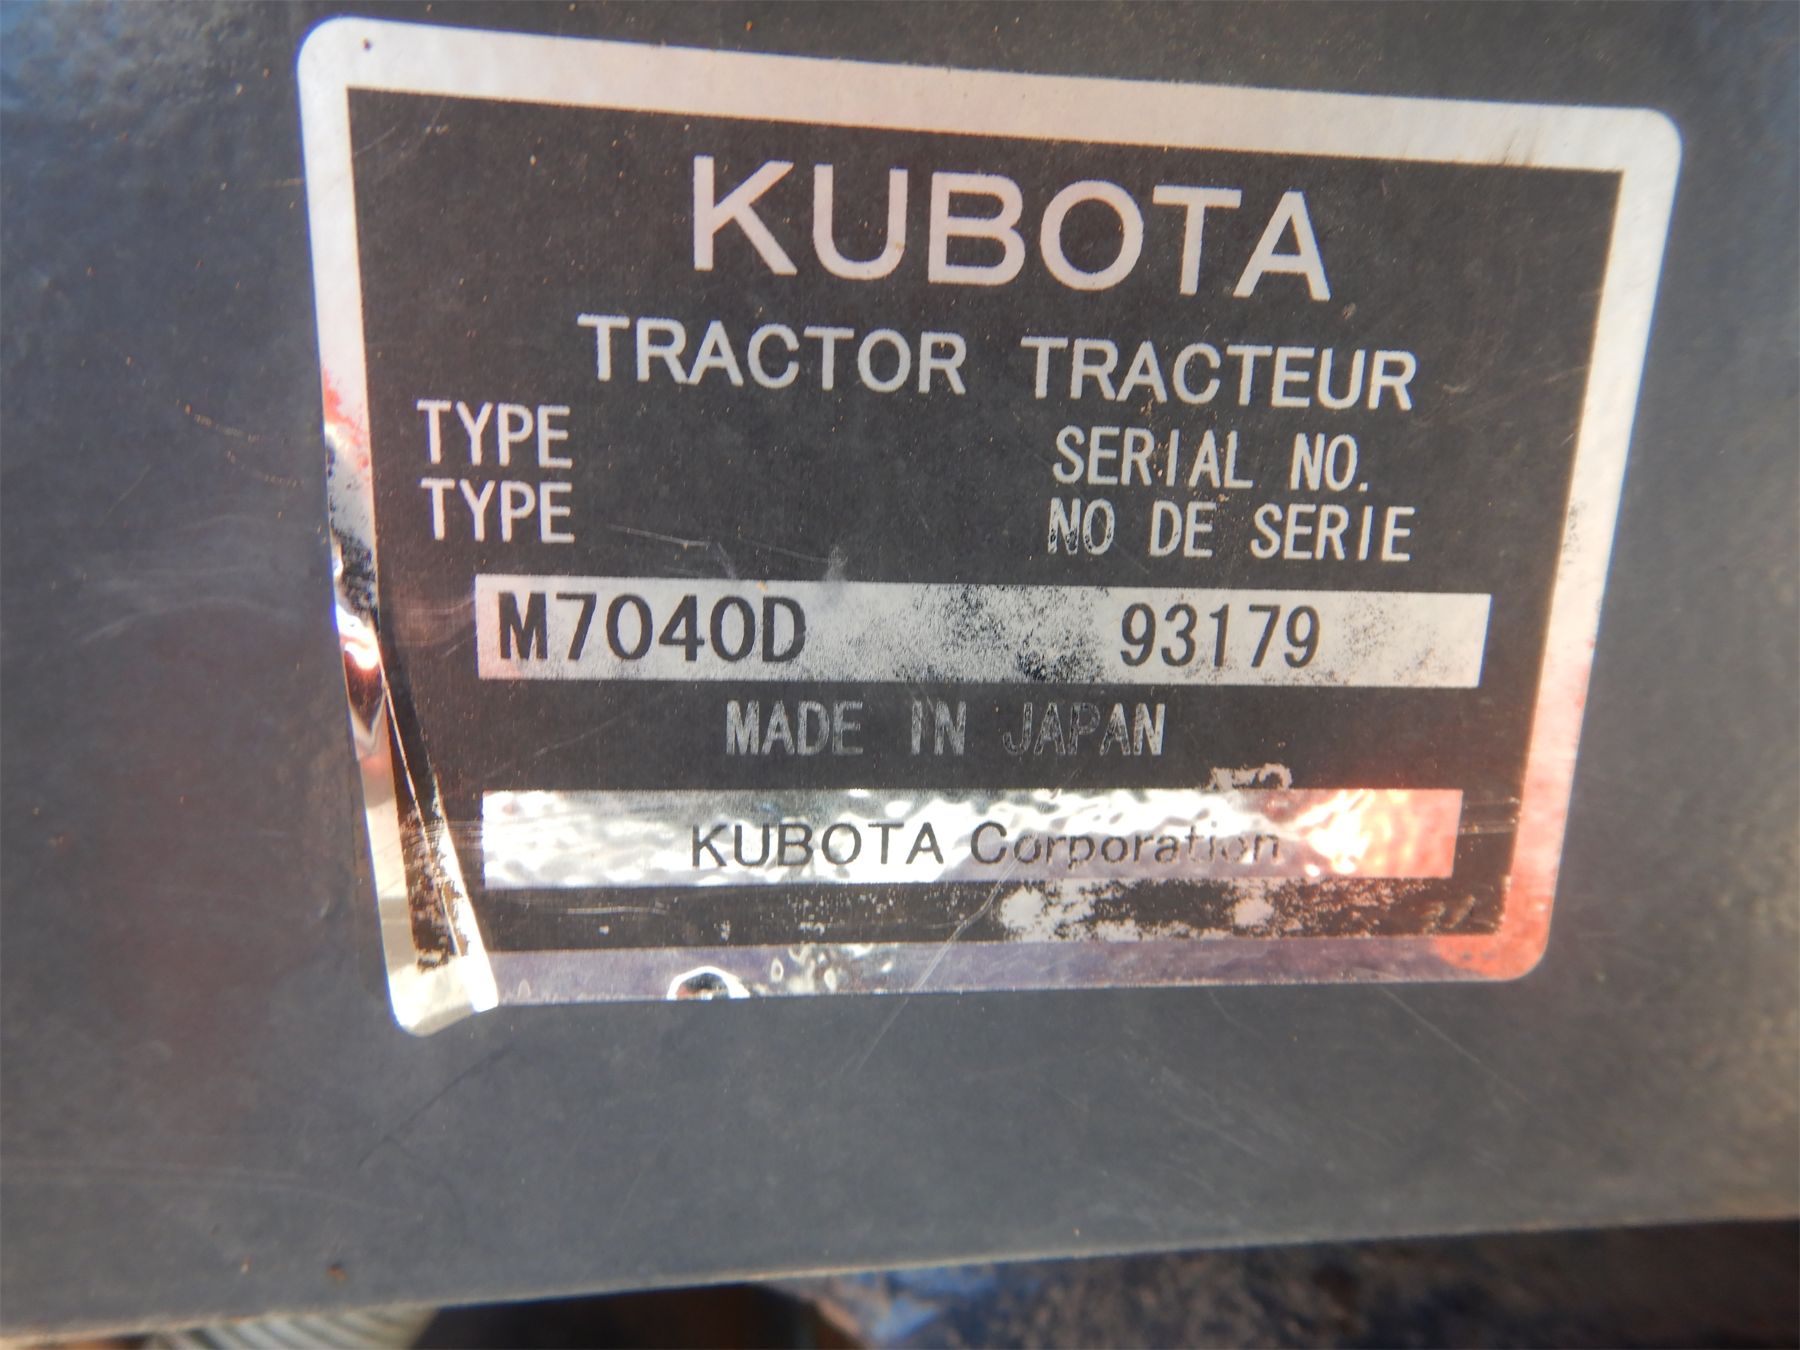 KUBOTA
TRACTOR TRACTEUR
TYPE SERIAL NO.
TYPE NO DE SERIE
M7040D 93179
MADE IN JAPAN
KUBOTA Corporation